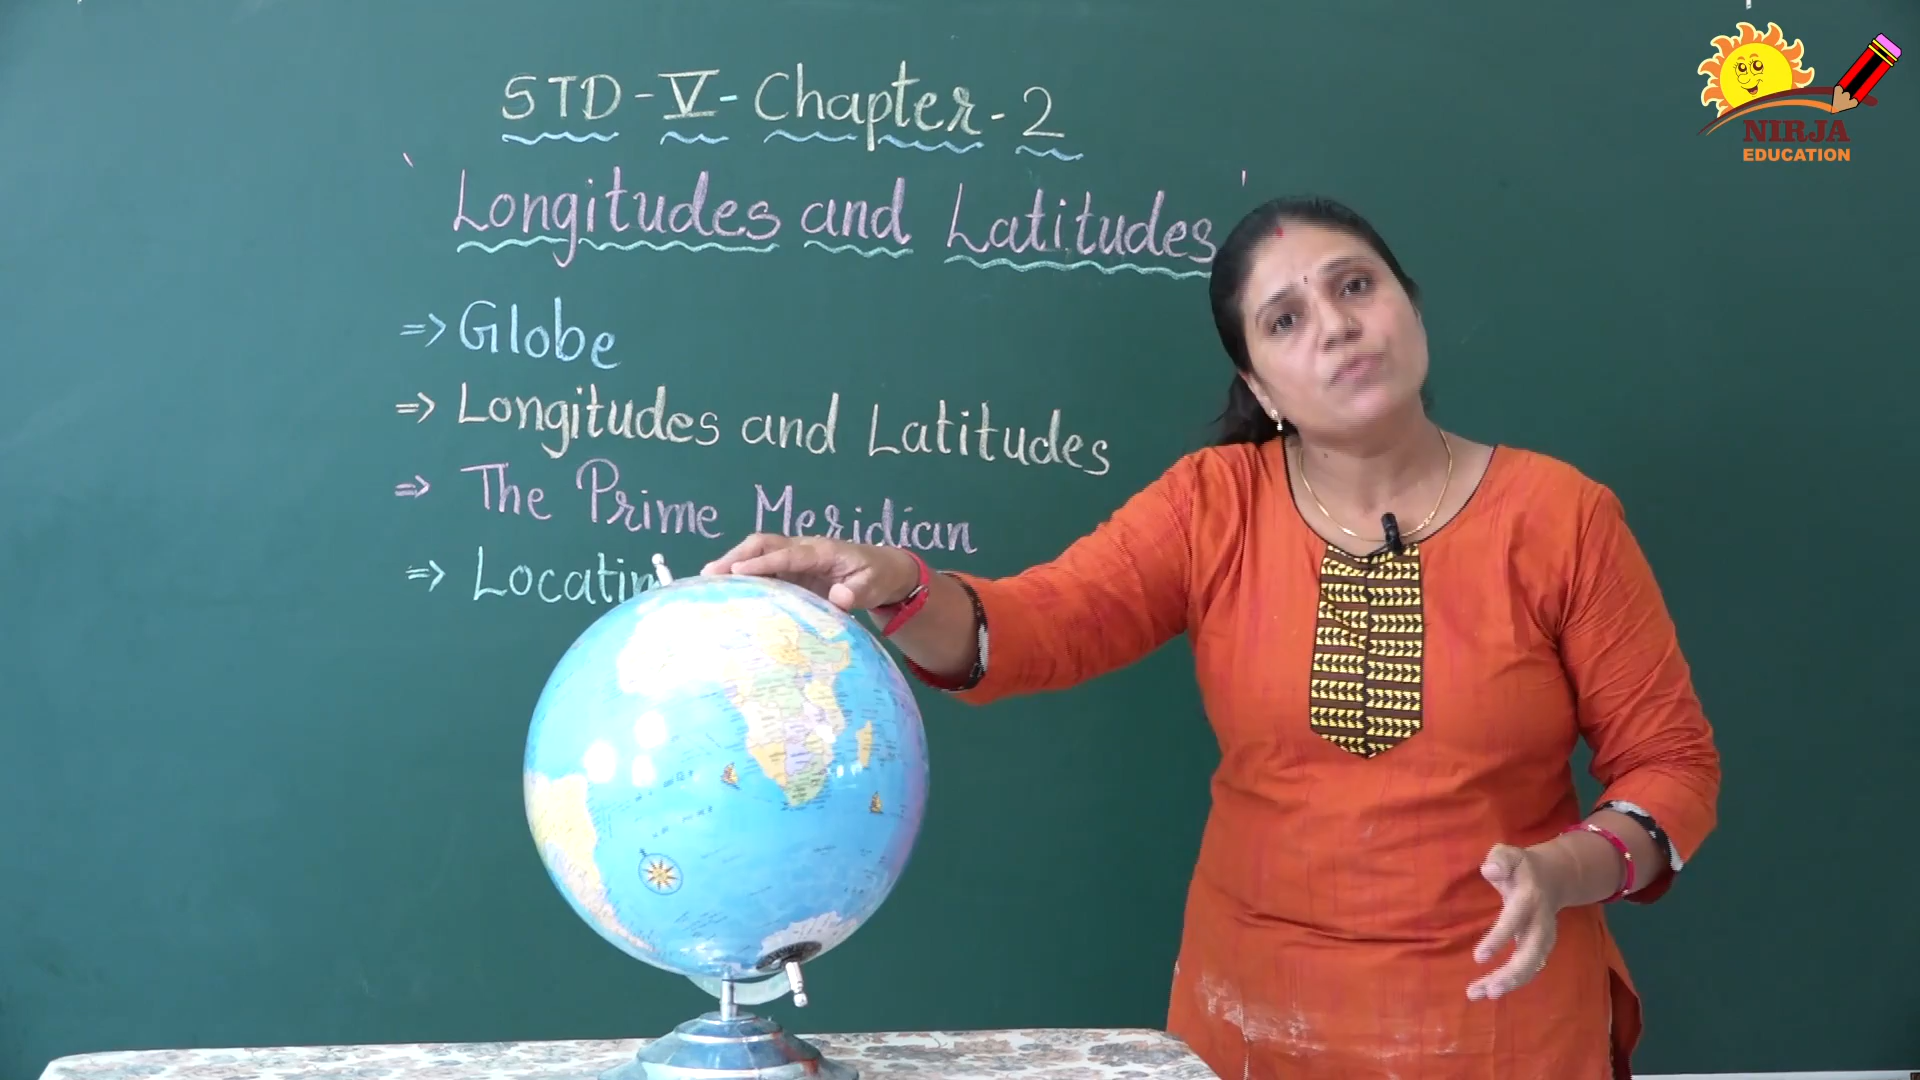 STD-V-Chapter-2
'Longitudes and Latitudes'
=> Globe
=> Longitudes and Latitudes
=> The Prime Meridian
=>
NIRJA
EDUCATION